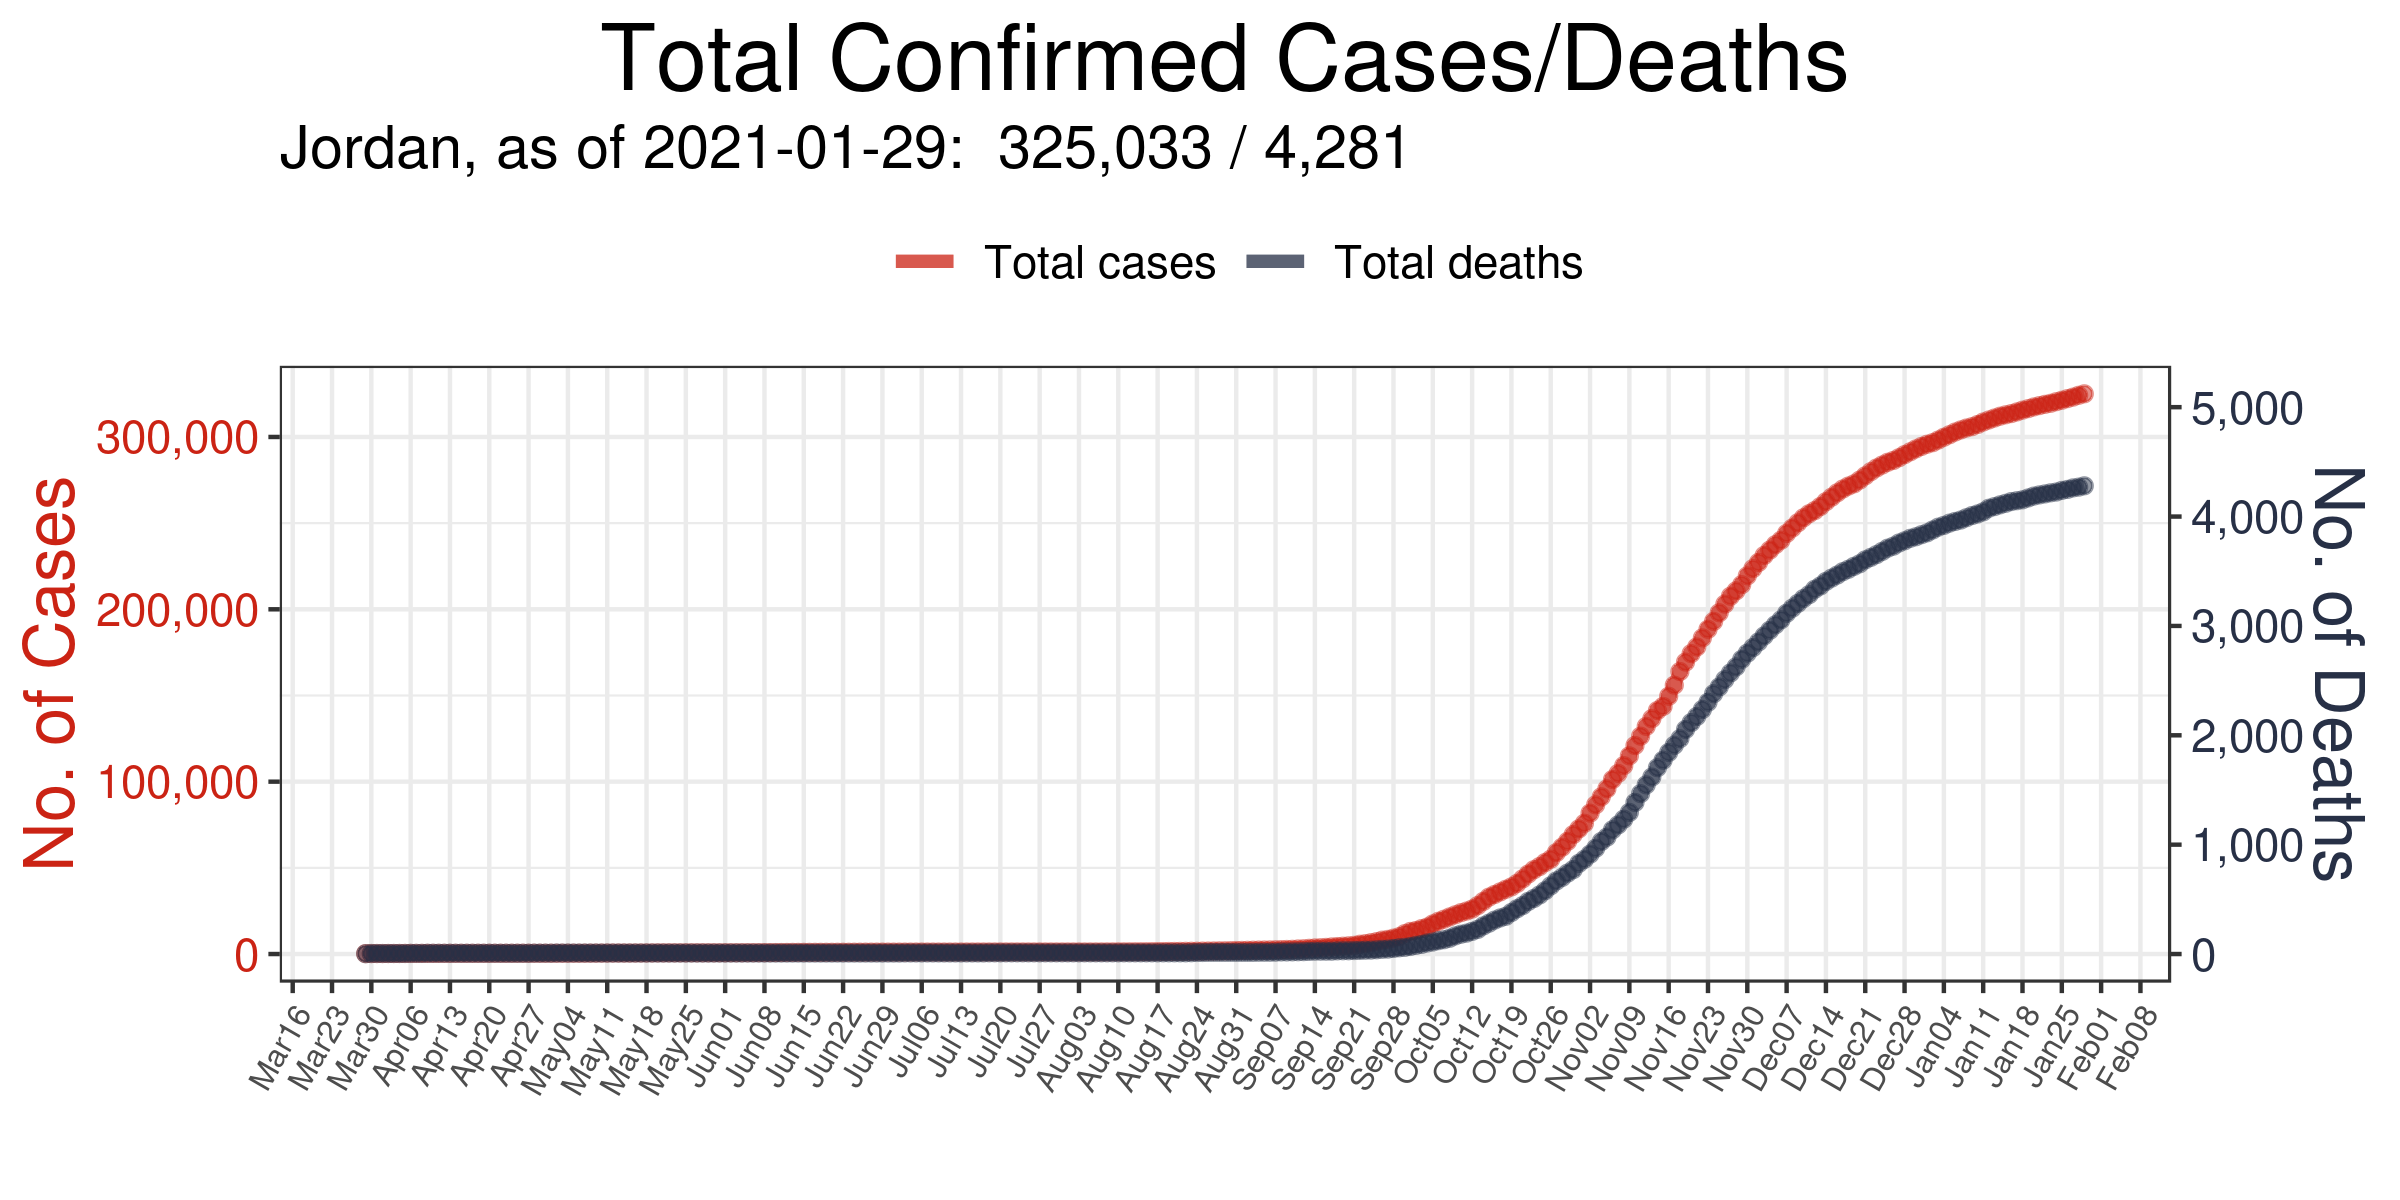 Total Confirmed Cases/Deaths
Jordan, as of 2021-01-29:  325,033 / 4,281
Total cases
Total deaths
No. of Cases
300,000
200,000
100,000
0
5,000
4,000
3,000
2,000
1,000
0
No. of Deaths
Mar16
Mar23
Mar30
Apr06
Apr13
Apr20
Apr27
May04
May11
May18
May25
Jun01
Jun08
Jun15
Jun22
Jun29
Jul06
Jul13
Jul20
Jul27
Aug03
Aug10
Aug17
Aug24
Aug31
Sep07
Sep14
Sep21
Sep28
Oct05
Oct12
Oct19
Oct26
Nov02
Nov09
Nov16
Nov23
Nov30
Dec07
Dec14
Dec21
Dec28
Jan04
Jan11
Jan18
Jan25
Feb01
Feb08